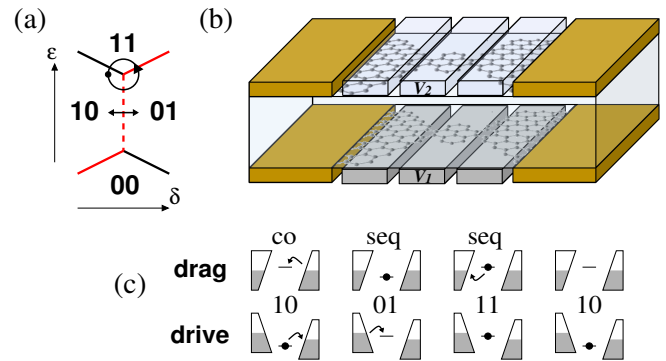 (a)
ε
11
10
01
00
δ
(b)
V2
V1
(c)
co seq seq
drag
10 01 11 10
drive